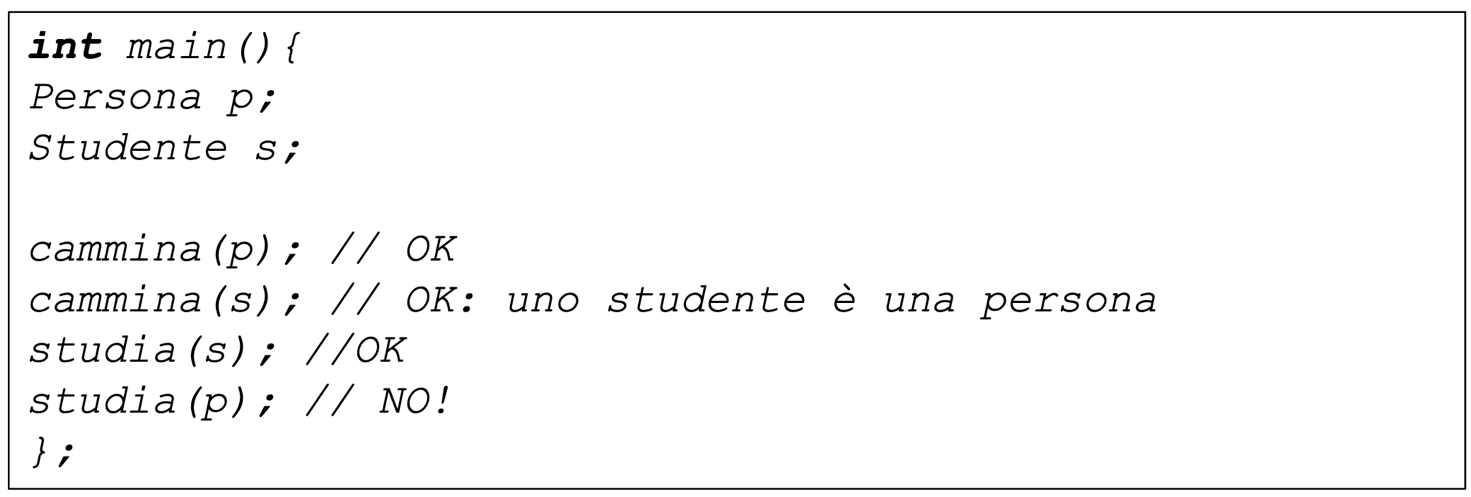 int main(){
Persona p;
Studente s;
cammina(p); // OK
cammina(s); // OK: uno studente è una persona
studia(s); //OK
studia(p); // NO!
};